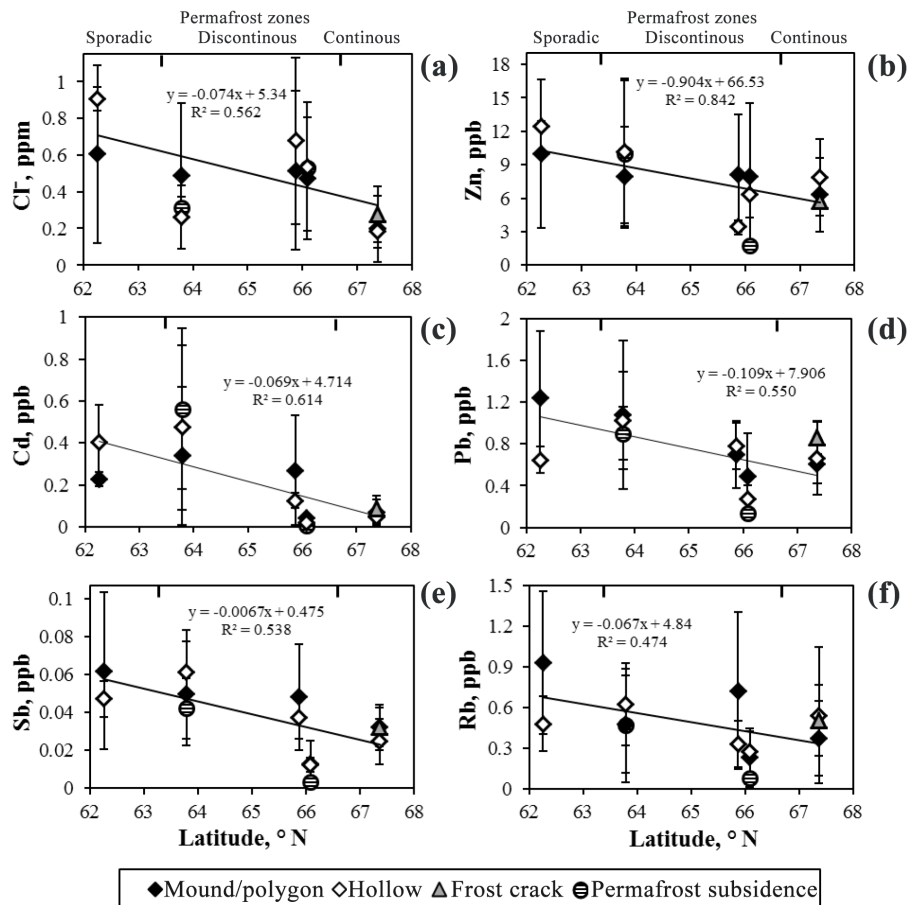 Permafrost zones
Sporadic Discontinous Continous
Permafrost zones
Sporadic Discontinous Continous
(a)
Cl⁻, ppm
1
0.8
0.6
0.4
0.2
0
y = -0.074x + 5.34
R² = 0.562
62 63 64 65 66 67 68
(b)
Zn, ppb
18
15
12
9
6
3
0
y = -0.904x + 66.53
R² = 0.842
62 63 64 65 66 67 68
(c)
Cd, ppb
1
0.8
0.6
0.4
0.2
0
y = -0.069x + 4.714
R² = 0.614
62 63 64 65 66 67 68
(d)
Pb, ppb
2
1.6
1.2
0.8
0.4
0
y = -0.109x + 7.906
R² = 0.550
62 63 64 65 66 67 68
(e)
Sb, ppb
0.1
0.08
0.06
0.04
0.02
0
y = -0.0067x + 0.475
R² = 0.538
62 63 64 65 66 67 68
Latitude, ° N
(f)
Rb, ppb
1.5
1.2
0.9
0.6
0.3
0
y = -0.067x + 4.84
R² = 0.474
62 63 64 65 66 67 68
Latitude, ° N
Mound/polygon Hollow Frost crack Permafrost subsidence